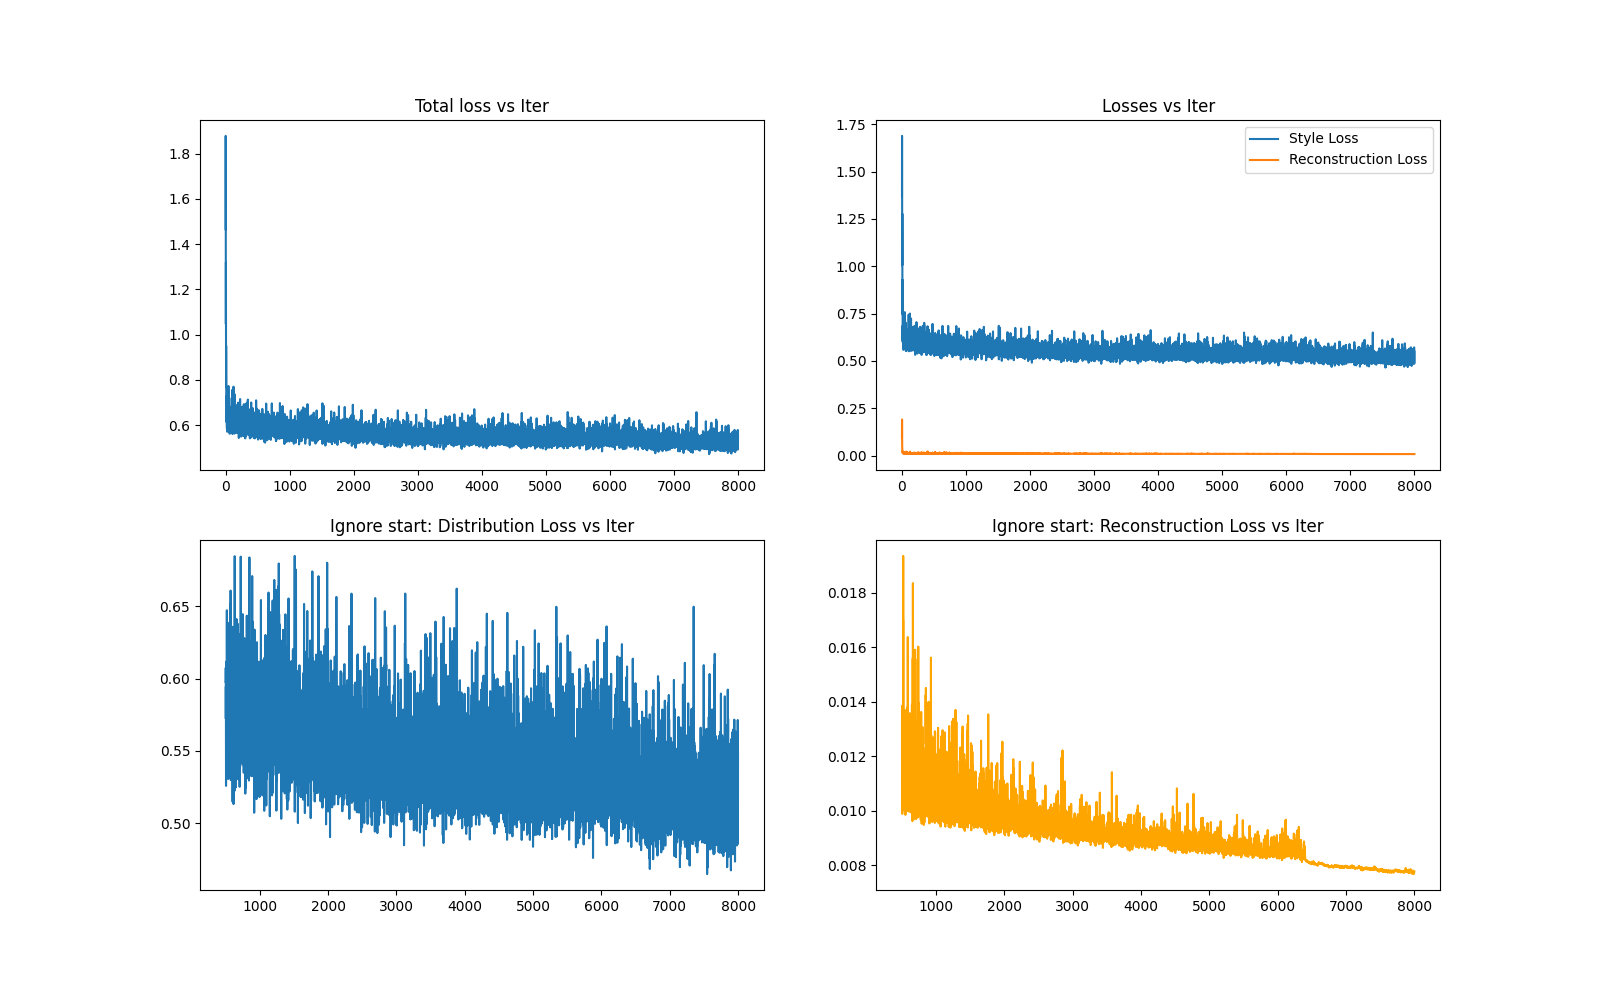 Total loss vs Iter
1.8
1.6
1.4
1.2
1.0
0.8
0.6
0 1000 2000 3000 4000 5000 6000 7000 8000
Losses vs Iter
Style Loss
Reconstruction Loss
1.75
1.50
1.25
1.00
0.75
0.50
0.25
0.00
0 1000 2000 3000 4000 5000 6000 7000 8000
Ignore start: Distribution Loss vs Iter
0.65
0.60
0.55
0.50
1000 2000 3000 4000 5000 6000 7000 8000
Ignore start: Reconstruction Loss vs Iter
0.018
0.016
0.014
0.012
0.010
0.008
1000 2000 3000 4000 5000 6000 7000 8000